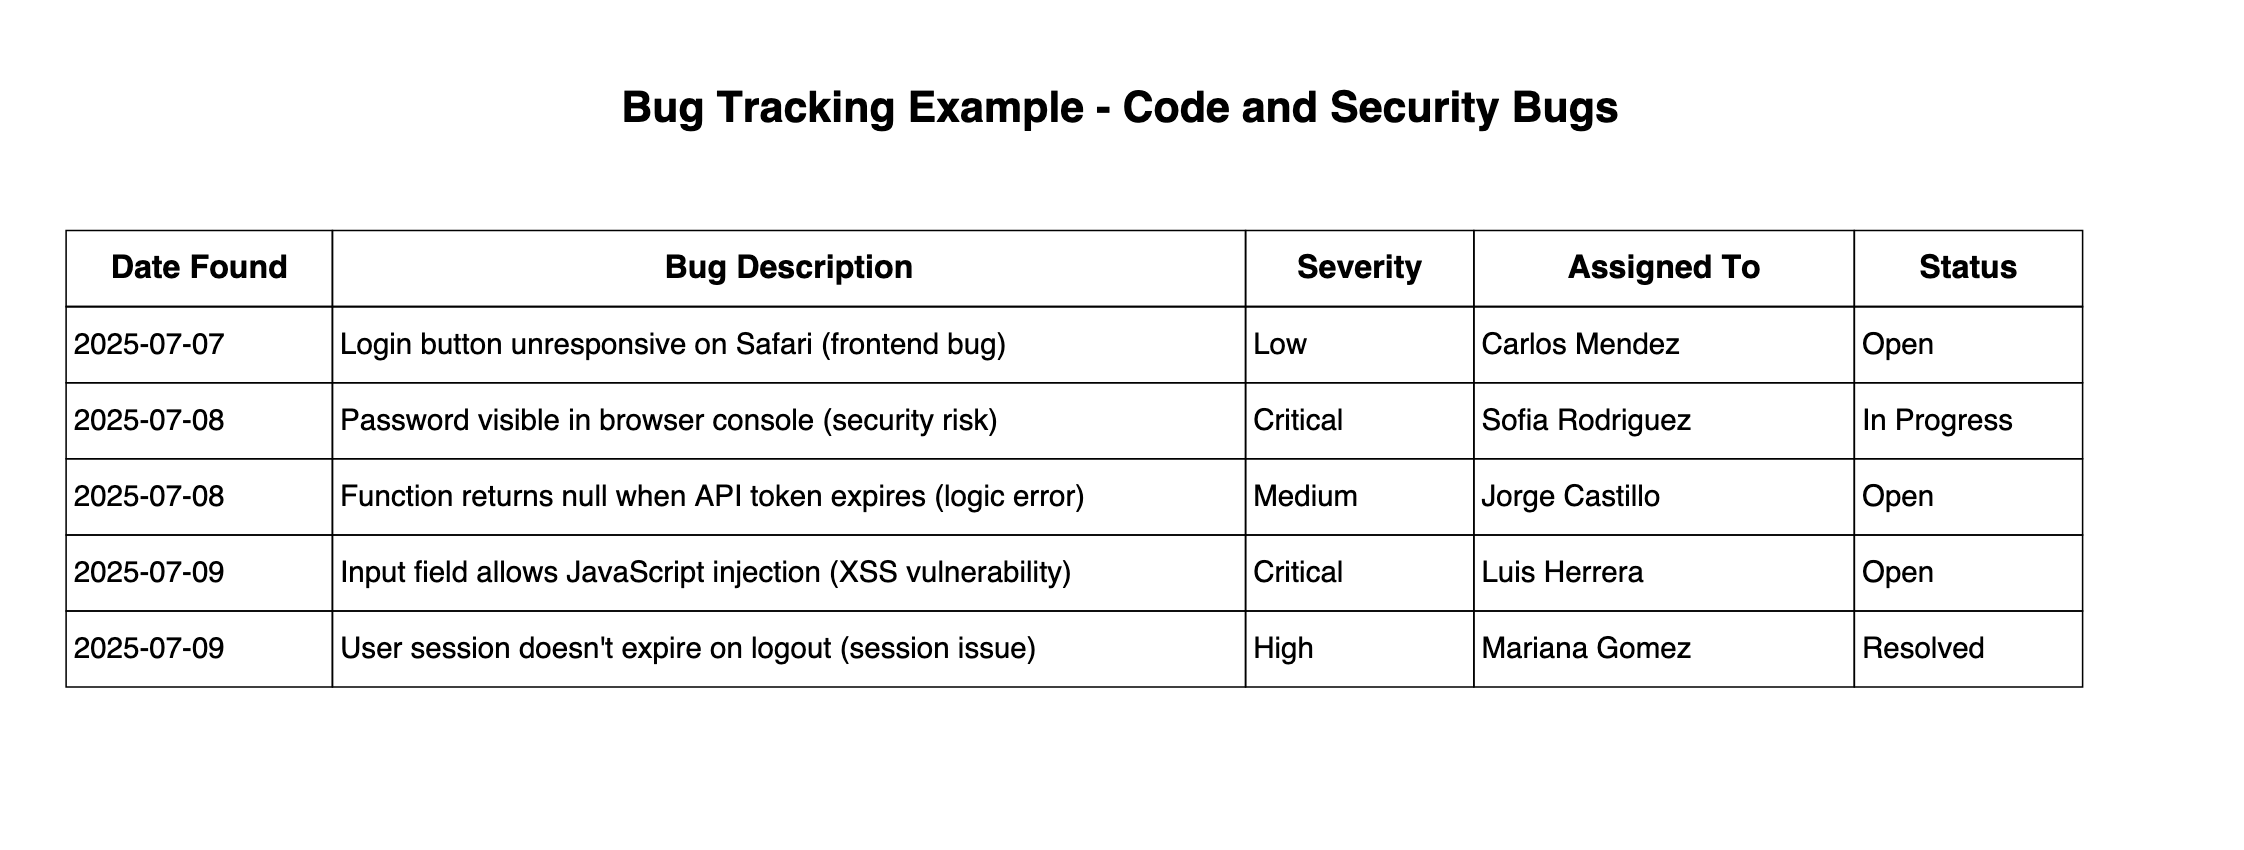 Bug Tracking Example - Code and Security Bugs
Date Found Bug Description Severity Assigned To Status
2025-07-07 Login button unresponsive on Safari (frontend bug) Low Carlos Mendez Open
2025-07-08 Password visible in browser console (security risk) Critical Sofia Rodriguez In Progress
2025-07-08 Function returns null when API token expires (logic error) Medium Jorge Castillo Open
2025-07-09 Input field allows JavaScript injection (XSS vulnerability) Critical Luis Herrera Open
2025-07-09 User session doesn't expire on logout (session issue) High Mariana Gomez Resolved